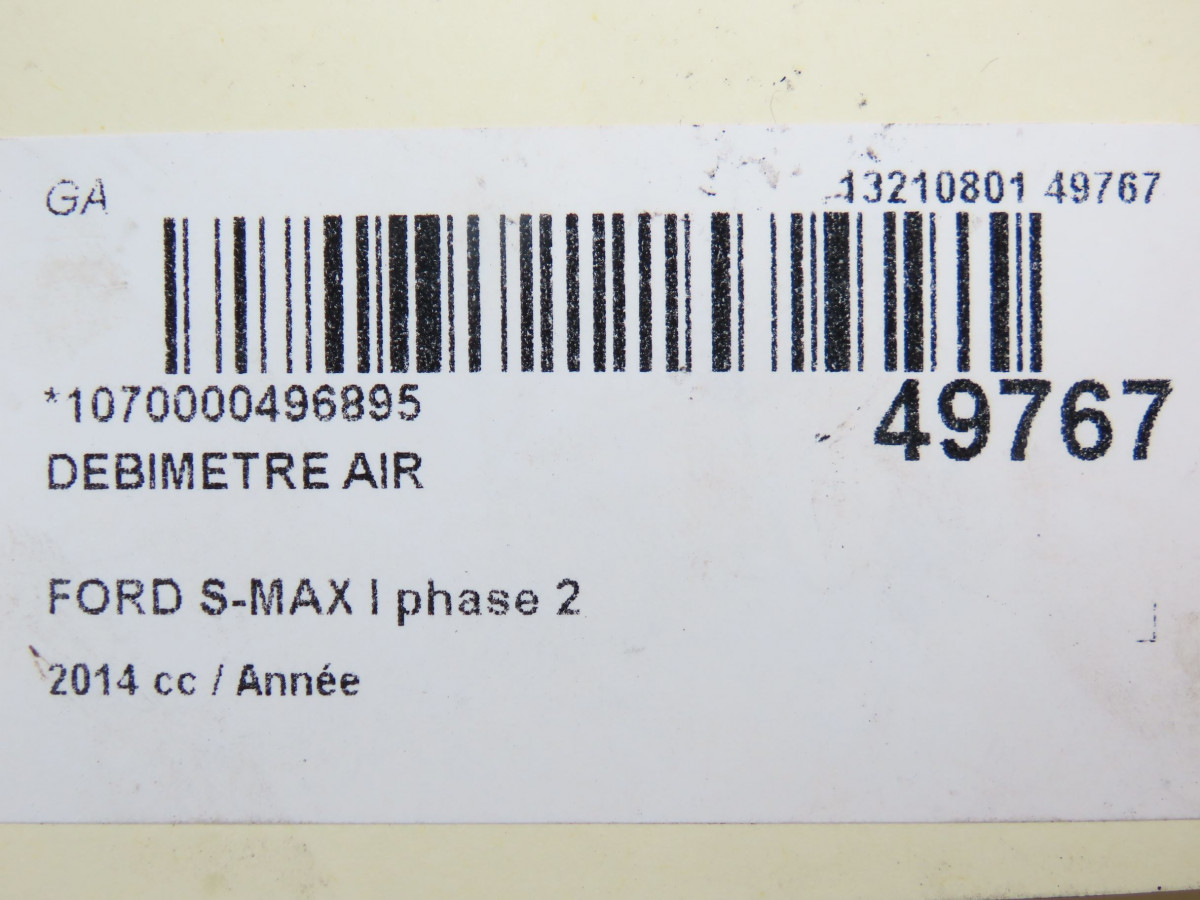 GA 13210801 49767
*1070000496895 49767
DEBIMETRE AIR
FORD S-MAX I phase 2
2014 cc / Année